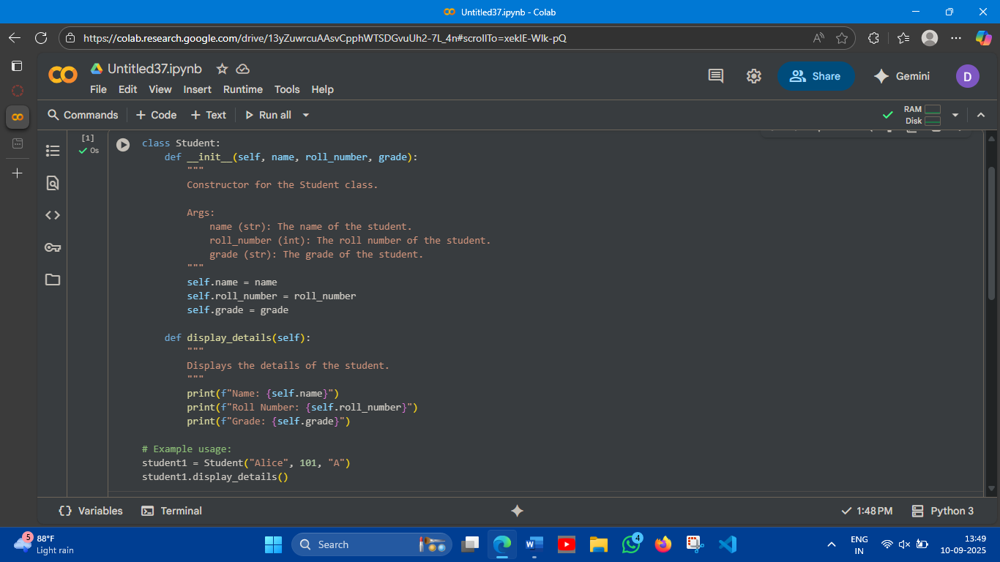 Untitled37.ipynb - Colab
https://colab.research.google.com/drive/13yZuwrcuAAsvCpphWTSDGvuUh2-7L_4n#scrollTo=xekIE-Wlk-pQ
Untitled37.ipynb
File Edit View Insert Runtime Tools Help
Share
Gemini
D
Commands + Code + Text Run all
RAM
Disk
[1]
0s
class Student:
    def __init__(self, name, roll_number, grade):
        """
        Constructor for the Student class.

        Args:
            name (str): The name of the student.
            roll_number (int): The roll number of the student.
            grade (str): The grade of the student.
        """
        self.name = name
        self.roll_number = roll_number
        self.grade = grade

    def display_details(self):
        """
        Displays the details of the student.
        """
        print(f"Name: {self.name}")
        print(f"Roll Number: {self.roll_number}")
        print(f"Grade: {self.grade}")

# Example usage:
student1 = Student("Alice", 101, "A")
student1.display_details()
Variables Terminal 1:48 PM Python 3
5
88°F
Light rain
Search
4
ENG
IN
13:49
10-09-2025